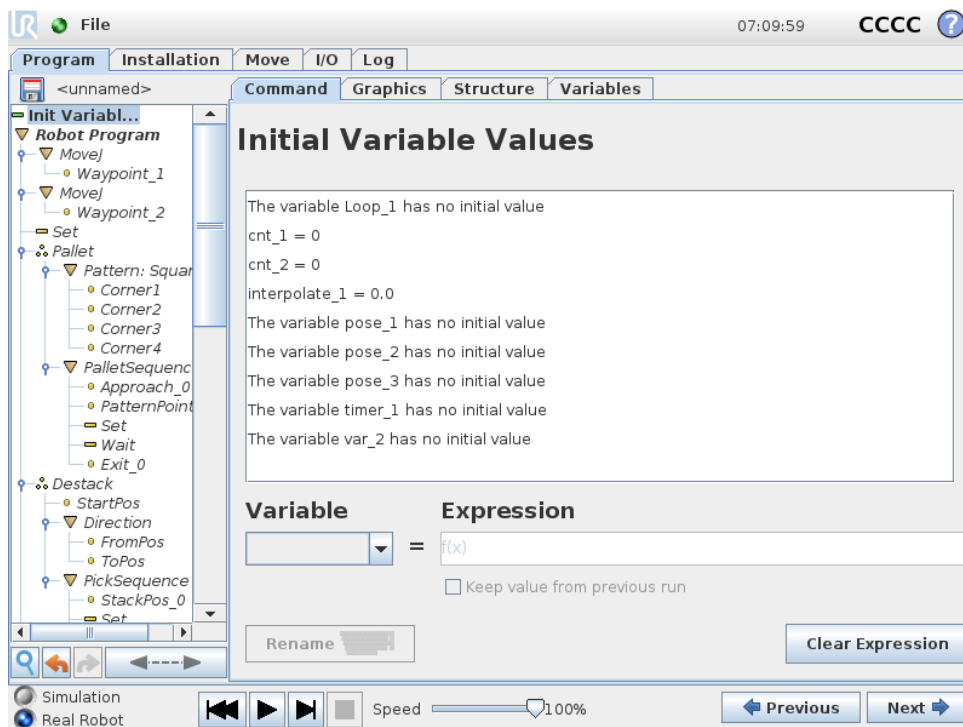 UR File 07:09:59 CCCC ?
Program Installation Move I/O Log
<unnamed>
Command Graphics Structure Variables
Init Variabl...
Robot Program
MoveJ
Waypoint_1
MoveJ
Waypoint_2
Set
Pallet
Pattern: Squar
Corner1
Corner2
Corner3
Corner4
PalletSequenc
Approach_0
PatternPoint
Set
Wait
Exit_0
Destack
StartPos
Direction
FromPos
ToPos
PickSequence
StackPos_0
Set
Initial Variable Values
The variable Loop_1 has no initial value
cnt_1 = 0
cnt_2 = 0
interpolate_1 = 0.0
The variable pose_1 has no initial value
The variable pose_2 has no initial value
The variable pose_3 has no initial value
The variable timer_1 has no initial value
The variable var_2 has no initial value
Variable Expression
= f(x)
Keep value from previous run
Rename
Clear Expression
Simulation
Real Robot
Speed 100%
Previous Next